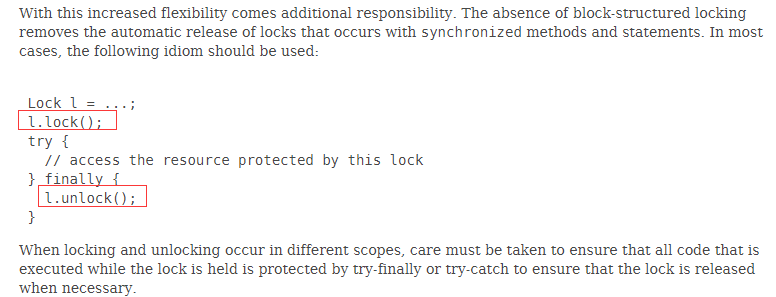 With this increased flexibility comes additional responsibility. The absence of block-structured locking
removes the automatic release of locks that occurs with synchronized methods and statements. In most
cases, the following idiom should be used:
Lock l = ...;
l.lock();
try {
// access the resource protected by this lock
} finally {
l.unlock();
}
When locking and unlocking occur in different scopes, care must be taken to ensure that all code that is
executed while the lock is held is protected by try-finally or try-catch to ensure that the lock is released
when necessary.